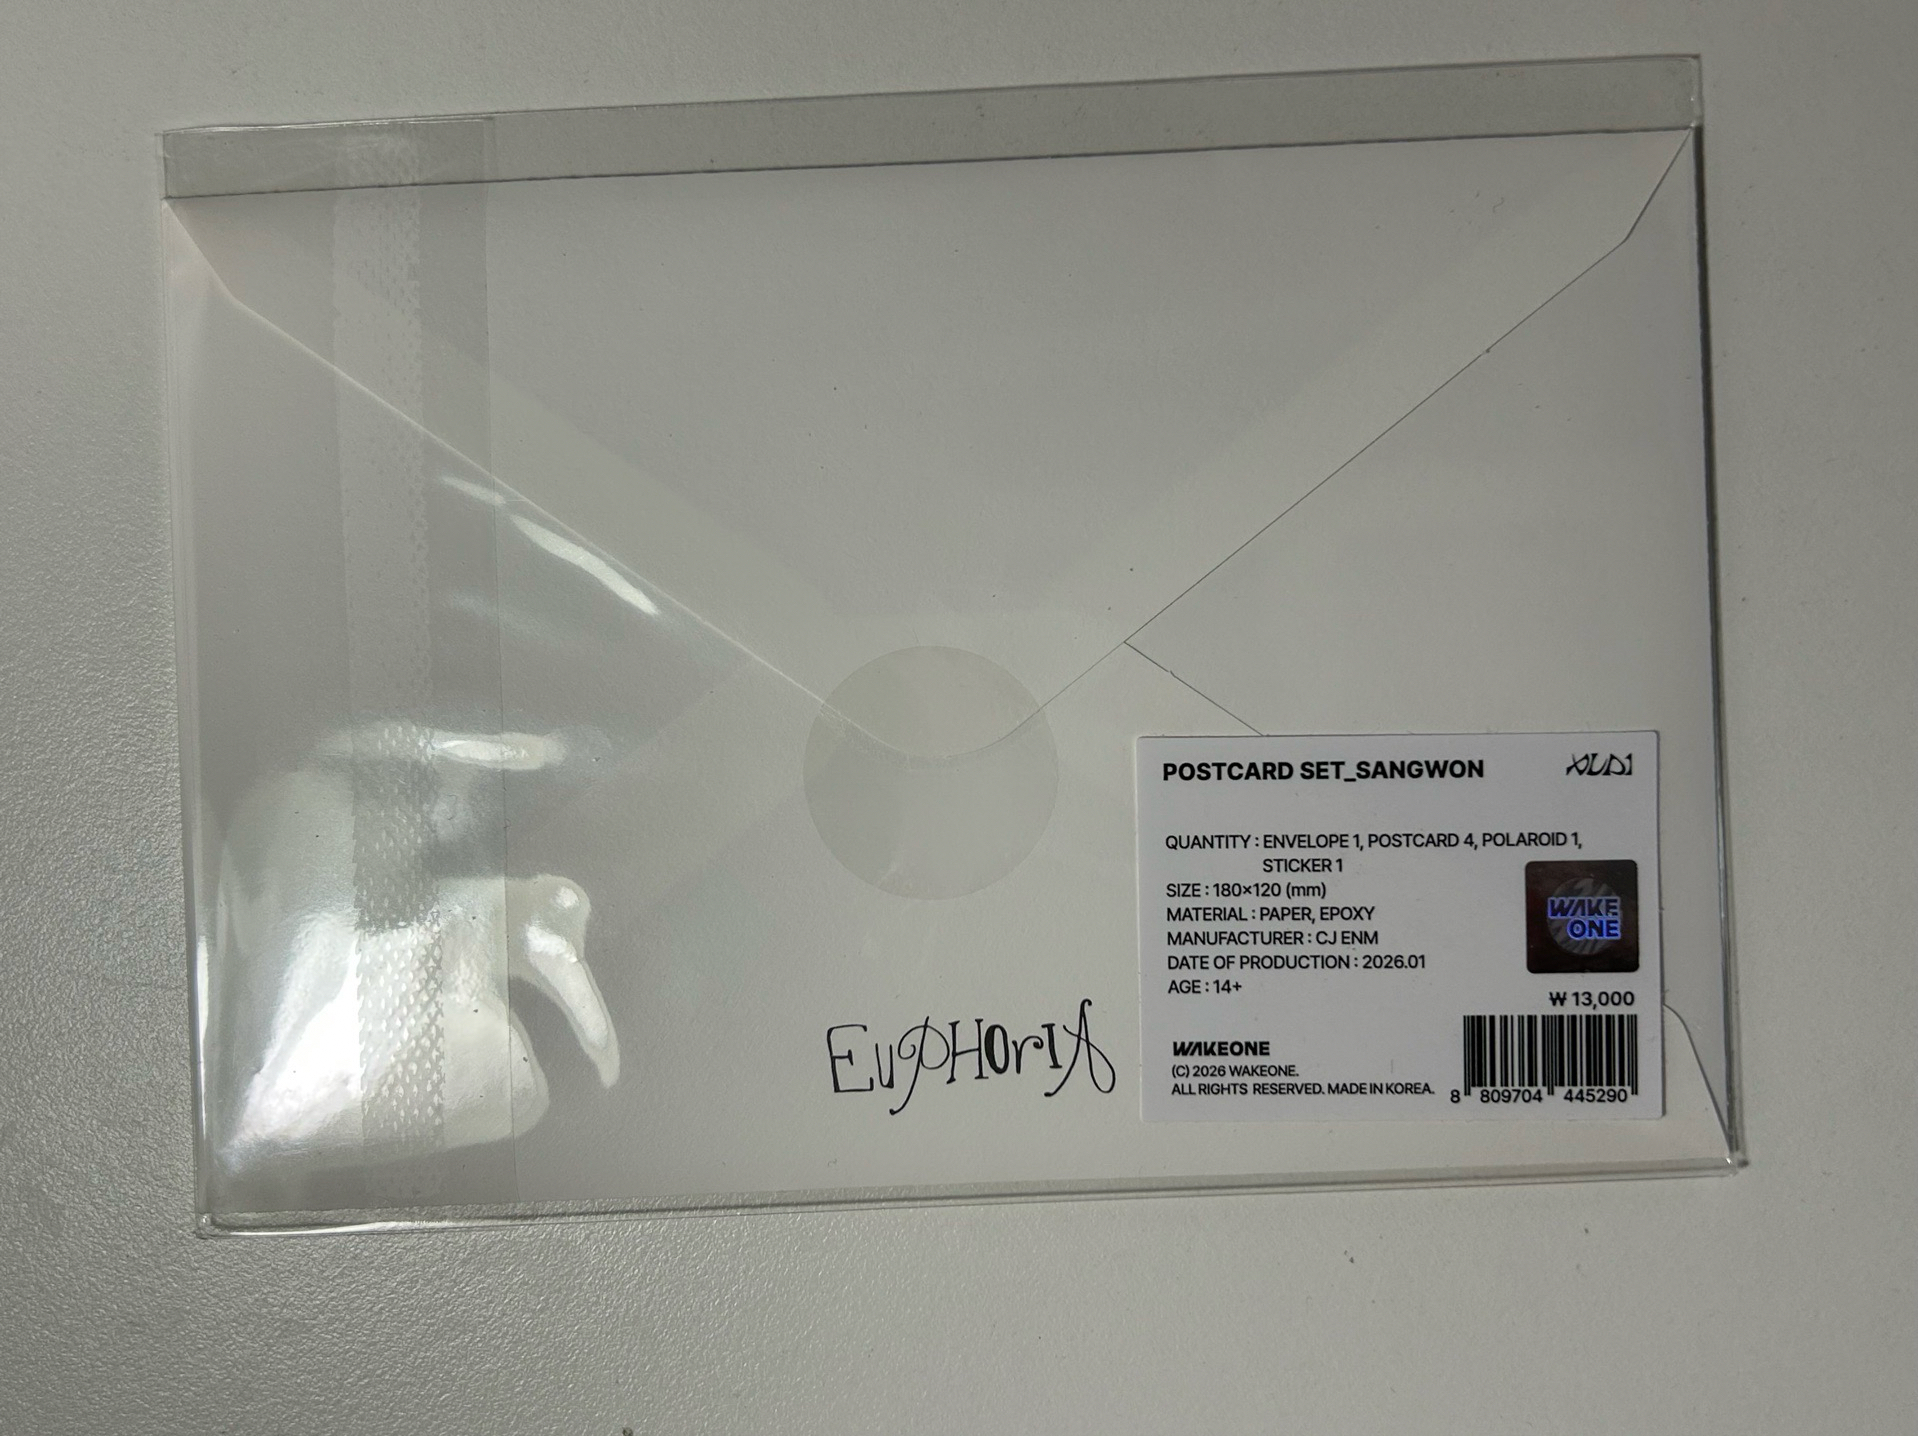 POSTCARD SET_SANGWON
QUANTITY : ENVELOPE 1, POSTCARD 4, POLAROID 1,
STICKER 1
SIZE : 180×120 (mm)
MATERIAL : PAPER, EPOXY
MANUFACTURER : CJ ENM
DATE OF PRODUCTION : 2026.01
AGE : 14+
WAKE
ONE
₩ 13,000
EuPHOrIA
WAKEONE
(C) 2026 WAKEONE.
ALL RIGHTS RESERVED. MADE IN KOREA.
8 809704 445290